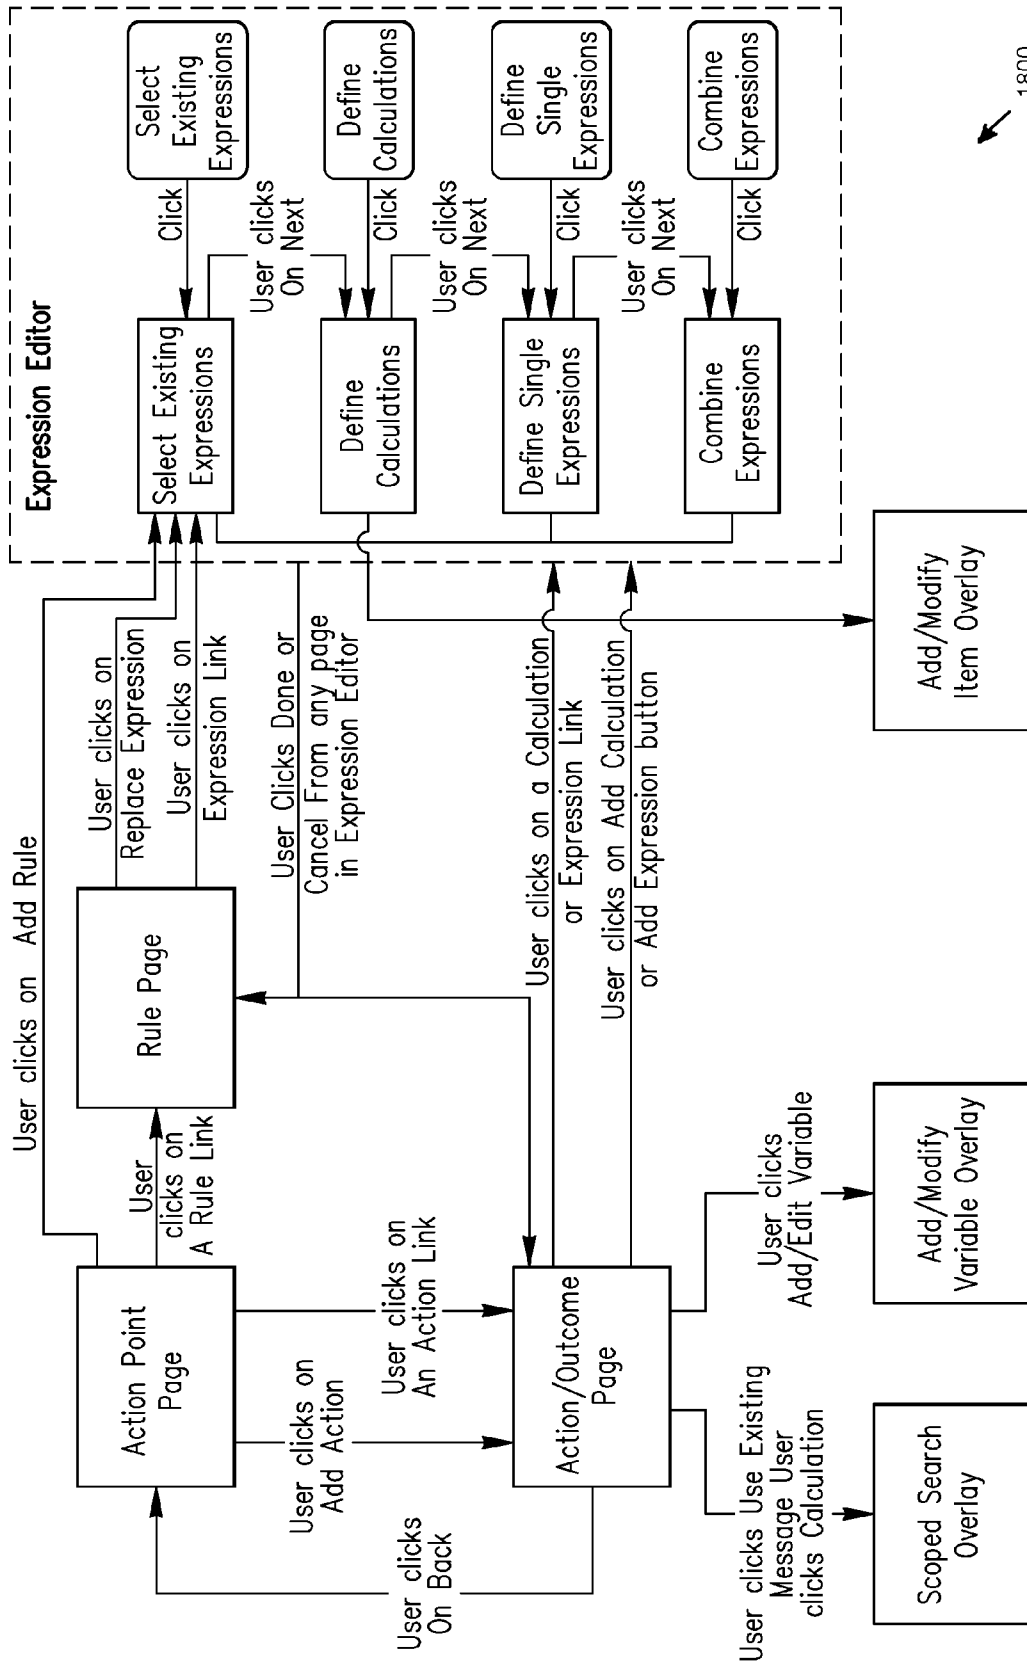 Expression Editor
Select
Existing
Expressions
Define
Calculations
Define
Single
Expressions
Combine
Expressions
Click
Click
Click
Click
User clicks
On Next
User clicks
On Next
User clicks
On Next
Select Existing
Expressions
Define
Calculations
Define Single
Expressions
Combine
Expressions
User clicks on Add Rule
User clicks on
Replace Expression
User clicks on
Expression Link
User Clicks Done or
Cancel From any page
in Expression Editor
User clicks on a Calculation
or Expression Link
User clicks on Add Calculation
or Add Expression button
Add/Modify
Item Overlay
Rule Page
User
clicks on
A Rule Link
Action Point
Page
User clicks on
An Action Link
User clicks on
Add Action
User clicks
On Back
Action/Outcome
Page
User clicks
Add/Edit Variable
Add/Modify
Variable Overlay
User clicks Use Existing
Message User
clicks Calculation
Scoped Search
Overlay
1800